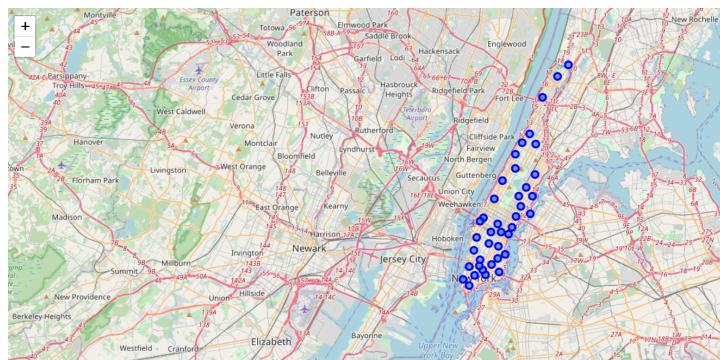 +
−
Montville
Paterson
Totowa
Elmwood Park
Saddle Brook
New Rochelle
Woodland
Park
Hackensack
Englewood
Garfield
Lodi
Essex County
Airport
Little Falls
Parsippany-
Troy Hills
Clifton
Passaic
Hasbrouck
Heights
Ridgefield Park
Fort Lee
Cedar Grove
West Caldwell
Teterboro
Airport
Ridgefield
Verona
Nutley
Rutherford
Cliffside Park
Fairview
Hanover
Montclair
Lyndhurst
Bloomfield
North Bergen
Livingston
West Orange
Belleville
Secaucus
Guttenberg
Florham Park
Union City
East Orange
Kearny
Weehawken
Madison
Harrison
Hoboken
Newark
Irvington
Jersey City
Millburn
Summit
Union
Hillside
New Providence
Berkeley Heights
Bayonne
Elizabeth
Westfield
Cranford
Upper New
York Bay